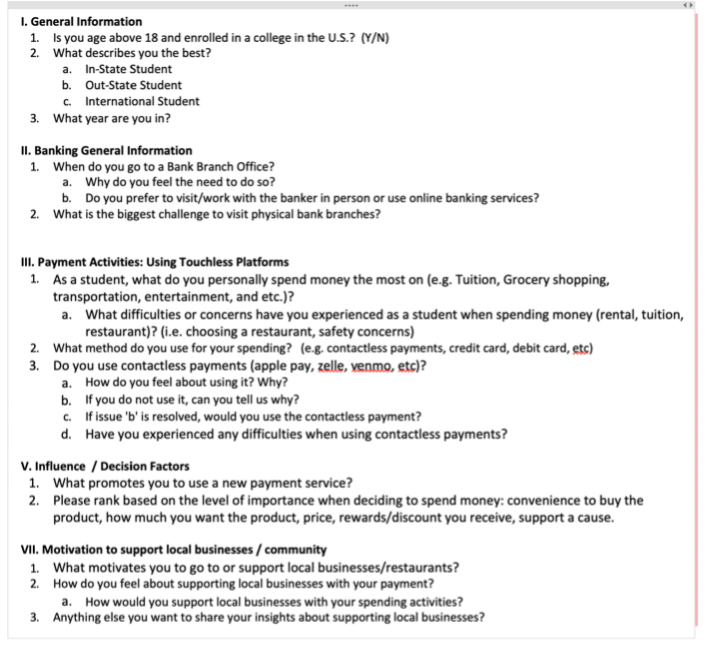 I. General Information
1. Is you age above 18 and enrolled in a college in the U.S.? (Y/N)
2. What describes you the best?
a. In-State Student
b. Out-State Student
c. International Student
3. What year are you in?
II. Banking General Information
1. When do you go to a Bank Branch Office?
a. Why do you feel the need to do so?
b. Do you prefer to visit/work with the banker in person or use online banking services?
2. What is the biggest challenge to visit physical bank branches?
III. Payment Activities: Using Touchless Platforms
1. As a student, what do you personally spend money the most on (e.g. Tuition, Grocery shopping,
transportation, entertainment, and etc.)?
a. What difficulties or concerns have you experienced as a student when spending money (rental, tuition,
restaurant)? (i.e. choosing a restaurant, safety concerns)
2. What method do you use for your spending? (e.g. contactless payments, credit card, debit card, etc)
3. Do you use contactless payments (apple pay, zelle, venmo, etc)?
a. How do you feel about using it? Why?
b. If you do not use it, can you tell us why?
c. If issue 'b' is resolved, would you use the contactless payment?
d. Have you experienced any difficulties when using contactless payments?
V. Influence / Decision Factors
1. What promotes you to use a new payment service?
2. Please rank based on the level of importance when deciding to spend money: convenience to buy the
product, how much you want the product, price, rewards/discount you receive, support a cause.
VII. Motivation to support local businesses / community
1. What motivates you to go to or support local businesses/restaurants?
2. How do you feel about supporting local businesses with your payment?
a. How would you support local businesses with your spending activities?
3. Anything else you want to share your insights about supporting local businesses?